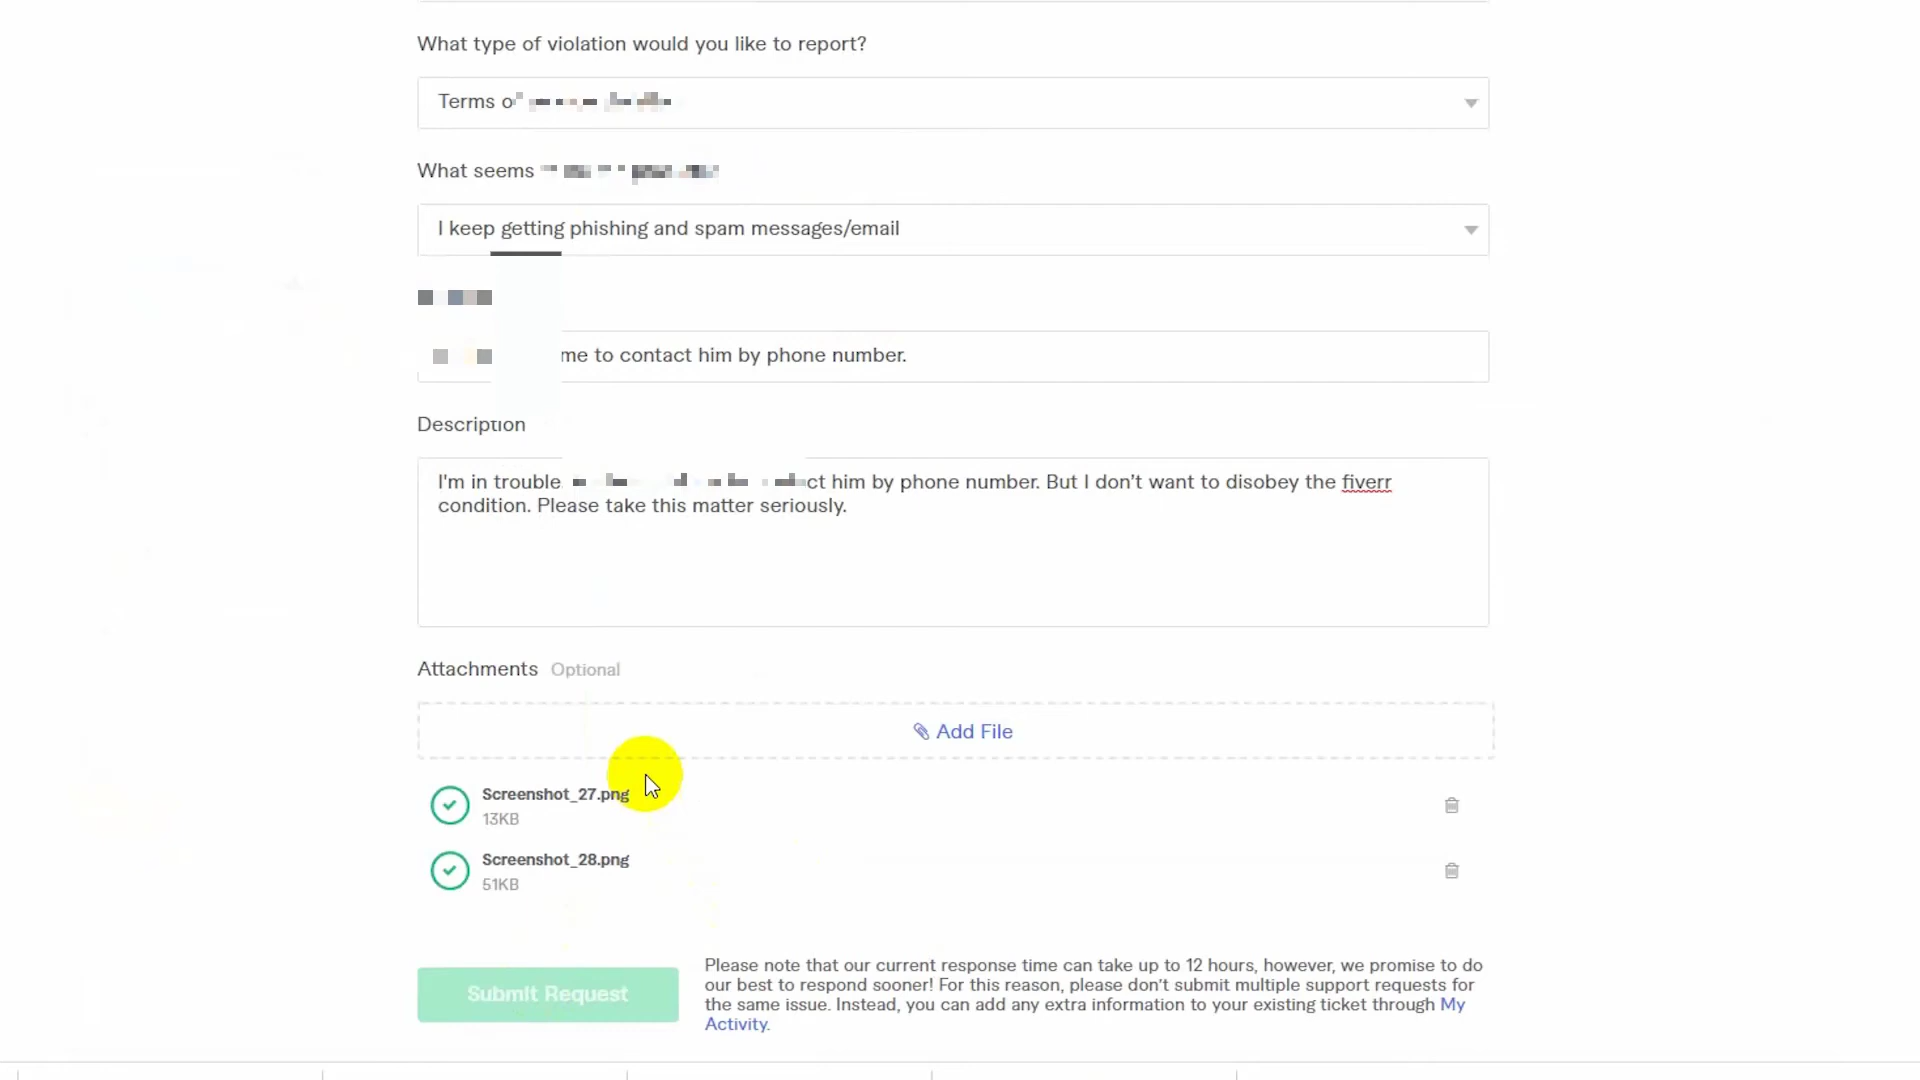 What type of violation would you like to report?
Terms
What seems
I keep getting phishing and spam messages/email
me to contact him by phone number.
Description
I'm in trouble him by phone number. But I don't want to disobey the fiverr
condition. Please take this matter seriously.
Attachments Optional
Add File
Screenshot_27.png
13KB
Screenshot_28.png
51KB
Submit Request
Please note that our current response time can take up to 12 hours, however, we promise to do
our best to respond sooner! For this reason, please don't submit multiple support requests for
the same issue. Instead, you can add any extra information to your existing ticket through My
Activity.